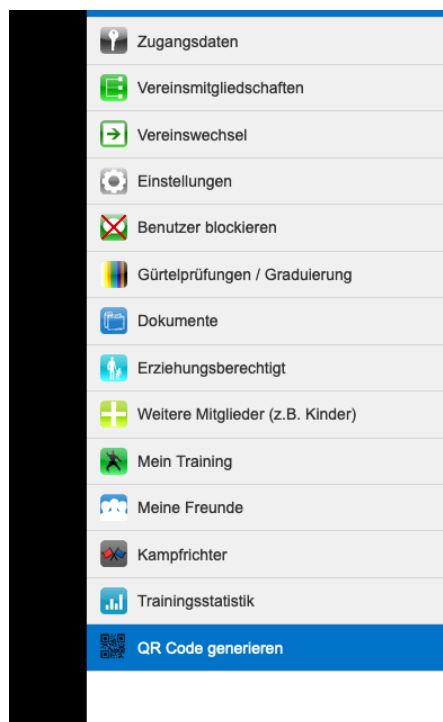 Zugangsdaten
Vereinsmitgliedschaften
Vereinswechsel
Einstellungen
Benutzer blockieren
Gürtelprüfungen / Graduierung
Dokumente
Erziehungsberechtigt
Weitere Mitglieder (z.B. Kinder)
Mein Training
Meine Freunde
Kampfrichter
Trainingsstatistik
QR Code generieren